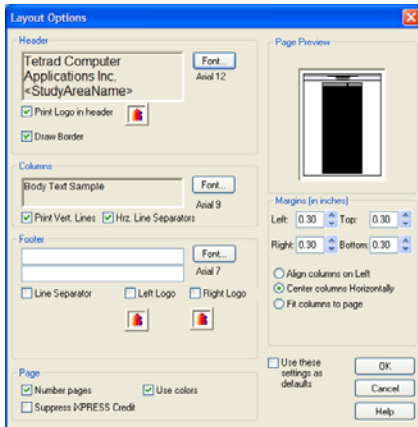 Layout Options
Header
Tetrad Computer
Applications Inc.
<StudyAreaName>
Font...
Arial 12
Print Logo in header
Draw Border
Columns
Body Text Sample
Font...
Arial 9
Print Vert. Lines
Hrz. Line Separators
Footer
Font...
Arial 7
Line Separator
Left Logo
Right Logo
Page
Number pages
Use colors
Suppress iXPRESS Credit
Page Preview
Margins (in inches)
Left: 0.30 Top: 0.30
Right: 0.30 Bottom: 0.30
Align columns on Left
Center columns Horizontally
Fit columns to page
Use these
settings as
defaults
OK
Cancel
Help